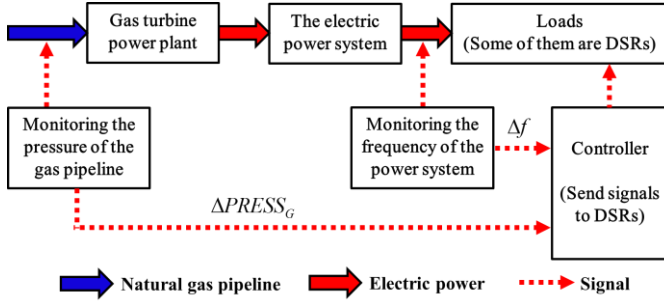 Gas turbine
power plant
The electric
power system
Loads
(Some of them are DSRs)
Monitoring the
pressure of the
gas pipeline
Monitoring the
frequency of the
power system
Δf
Controller
(Send signals
to DSRs)
ΔPRESS_G
Natural gas pipeline
Electric power
Signal